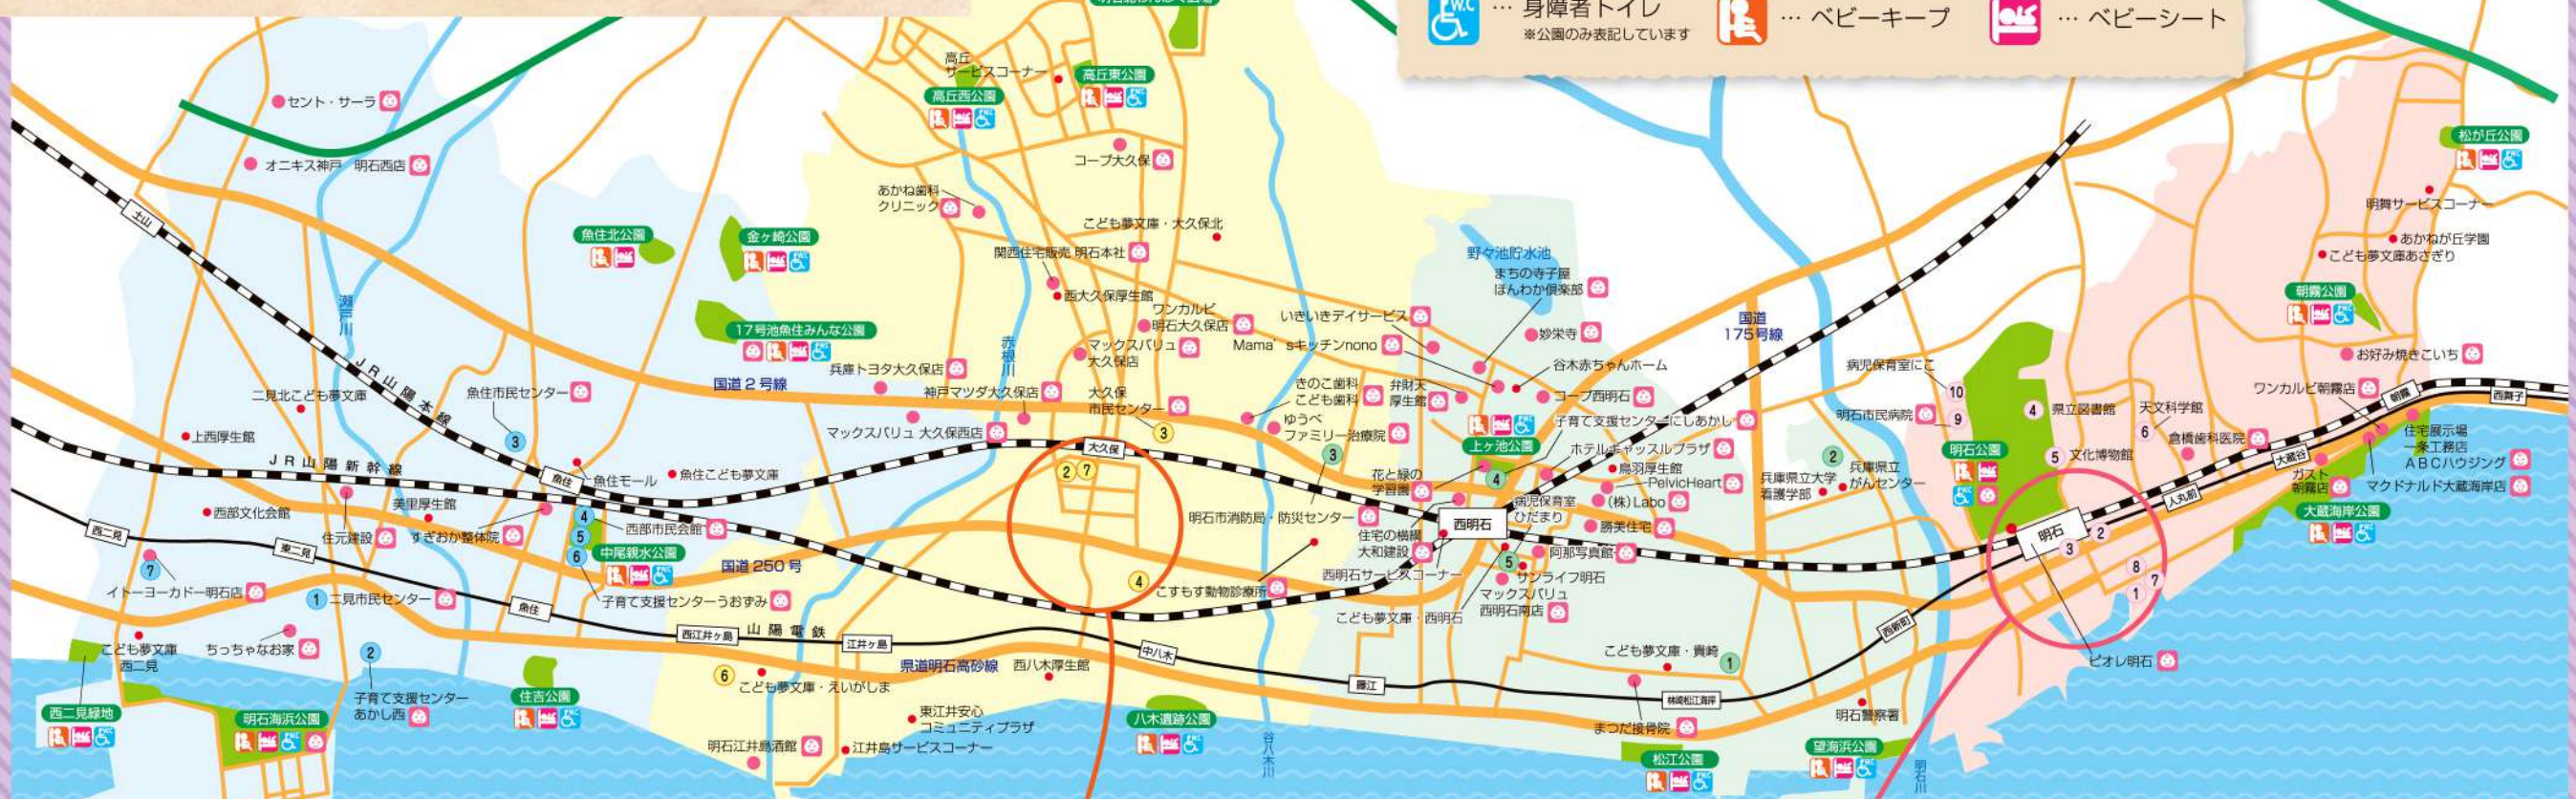 W.C
… 身障者トイレ
※公園のみ表記しています
… ベビーキープ
… ベビーシート
セント・サーラ
オニキス神戸 明石西店
土山
瀬戸川
JR山陽本線
二見北こども夢文庫
魚住市民センター
3
上西厚生館
JR山陽新幹線
西部文化会館
美里厚生館
住元建設
すぎおか整体院
魚住
魚住モール
魚住こども夢文庫
4
西部市民会館
5
6
中尾親水公園
子育て支援センターうおずみ
西二見
東二見
7
イトーヨーカドー明石店
1
二見市民センター
魚住
こども夢文庫
西二見
ちっちゃなお家
2
子育て支援センター
あかし西
西二見緑地
明石海浜公園
住吉公園
魚住北公園
金ヶ崎公園
17号池魚住みんな公園
国道2号線
国道250号
西江井ヶ島
山陽電鉄
江井ヶ島
中八木
県道明石高砂線
西八木厚生館
6
こども夢文庫・えいがしま
東江井安心
コミュニティプラザ
明石江井島酒館
江井島サービスコーナー
八木遺跡公園
谷八木川
高丘
サービスコーナー
高丘東公園
高丘西公園
コープ大久保
あかね歯科
クリニック
こども夢文庫・大久保北
関西住宅販売 明石本社
西大久保厚生館
ワンカルビ
明石大久保店
マックスバリュ
大久保店
赤根川
兵庫トヨタ大久保店
神戸マツダ大久保店
大久保
市民センター
3
マックスバリュ 大久保西店
大久保
2
7
4
きのこ歯科
こども歯科
ゆうべ
ファミリー治療院
3
明石市消防局・防災センター
こすもす動物診療所
野々池貯水池
まちの寺子屋
ほんわか倶楽部
いきいきデイサービス
Mama'sキッチンnono
妙栄寺
谷木赤ちゃんホーム
弁財天
厚生館
コープ西明石
上ヶ池公園
子育て支援センターにしあかし
ホテルキャッスルプラザ
花と緑の
学習園
4
鳥羽厚生館
PelvicHeart
病児保育室
ひだまり
(株)Labo
西明石
勝美住宅
住宅の横綱
大和建設
阿那写真館
西明石サービスコーナー
5
サンライフ明石
マックスバリュ
西明石南店
こども夢文庫・西明石
藤江
こども夢文庫・貴崎
1
林崎松江海岸
まつだ接骨院
松江公園
望海浜公園
明石警察署
明石川
西新町
国道
175号線
病児保育室にこ
10
明石市民病院
9
2
兵庫県立
がんセンター
兵庫県立大学
看護学部
明石公園
4
県立図書館
5
文化博物館
天文科学館
6
倉橋歯科医院
明石
2
3
8
7
1
ピオレ明石
人丸前
大蔵谷
朝霧
西舞子
松が丘公園
明舞サービスコーナー
あかねが丘学園
こども夢文庫あさぎり
朝霧公園
お好み焼きこいち
ワンカルビ朝霧店
住宅展示場
一条工務店
ABCハウジング
ガスト
朝霧店
マクドナルド大蔵海岸店
大蔵海岸公園